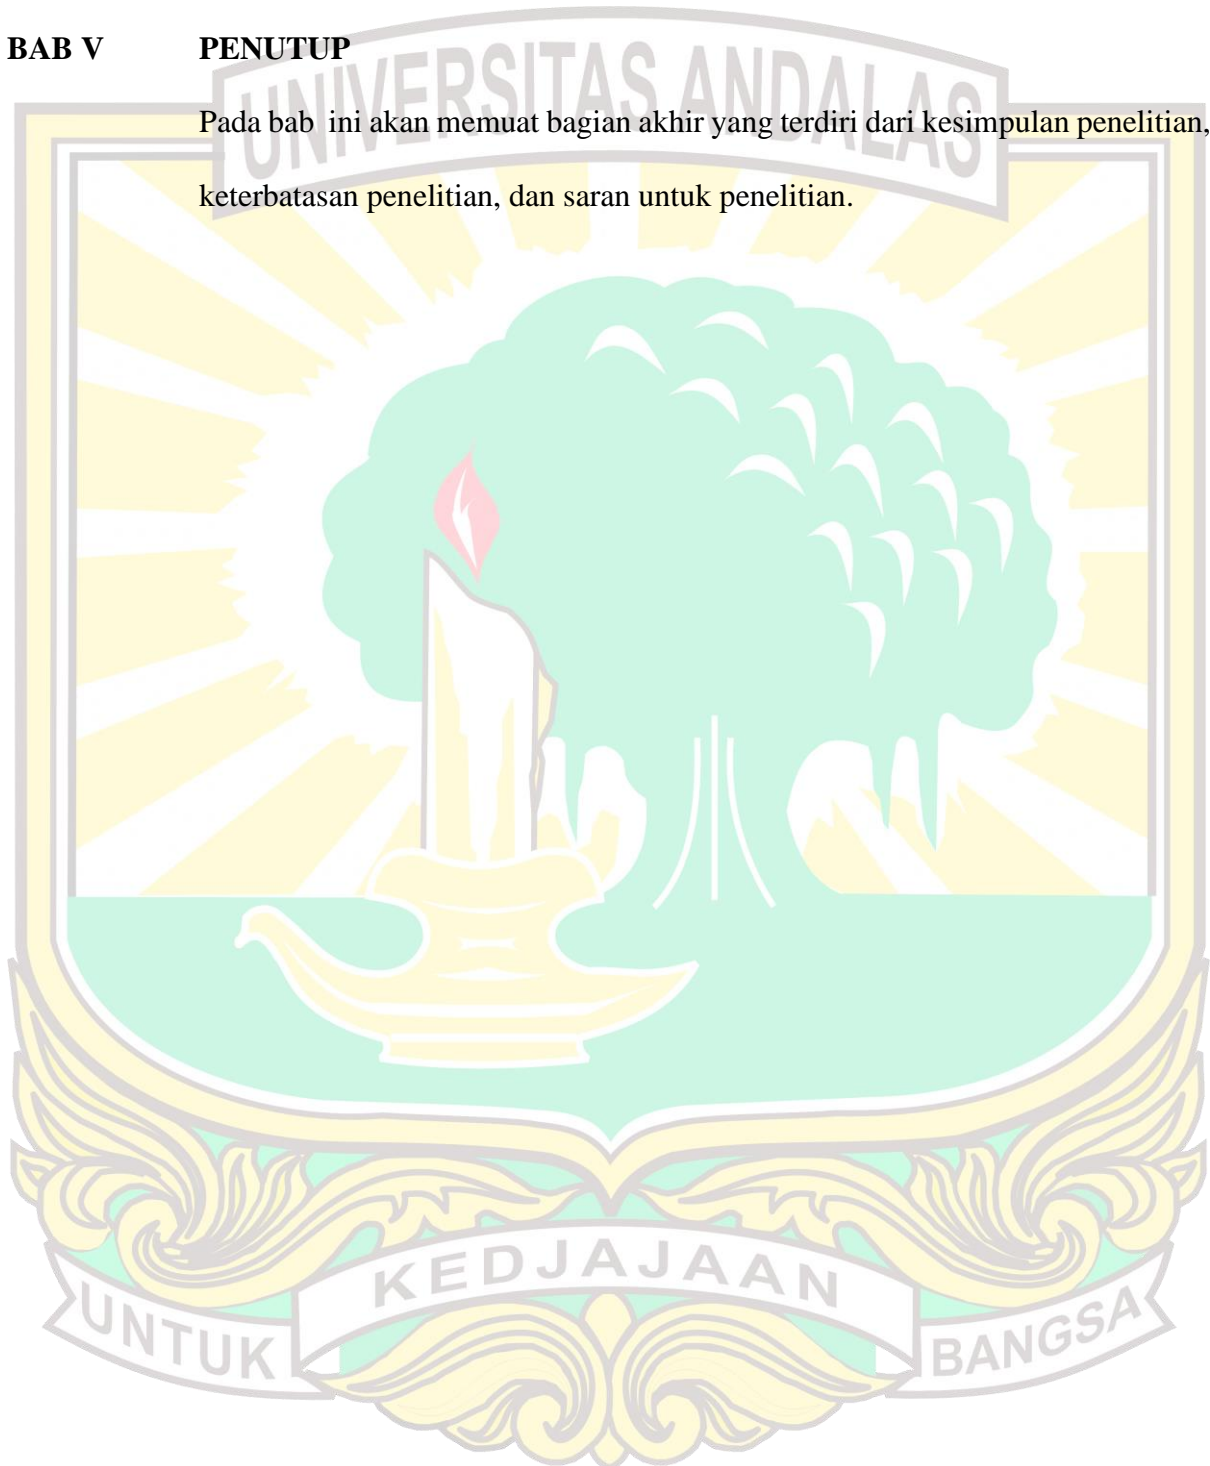 BAB V PENUTUP
UNIVERSITAS ANDALAS
Pada bab ini akan memuat bagian akhir yang terdiri dari kesimpulan penelitian,
keterbatasan penelitian, dan saran untuk penelitian.
UNTUK KEDJAJAAN BANGSA